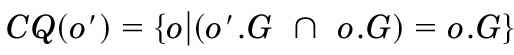 CQ(o′) = {o|(o′.G ∩ o.G) = o.G}